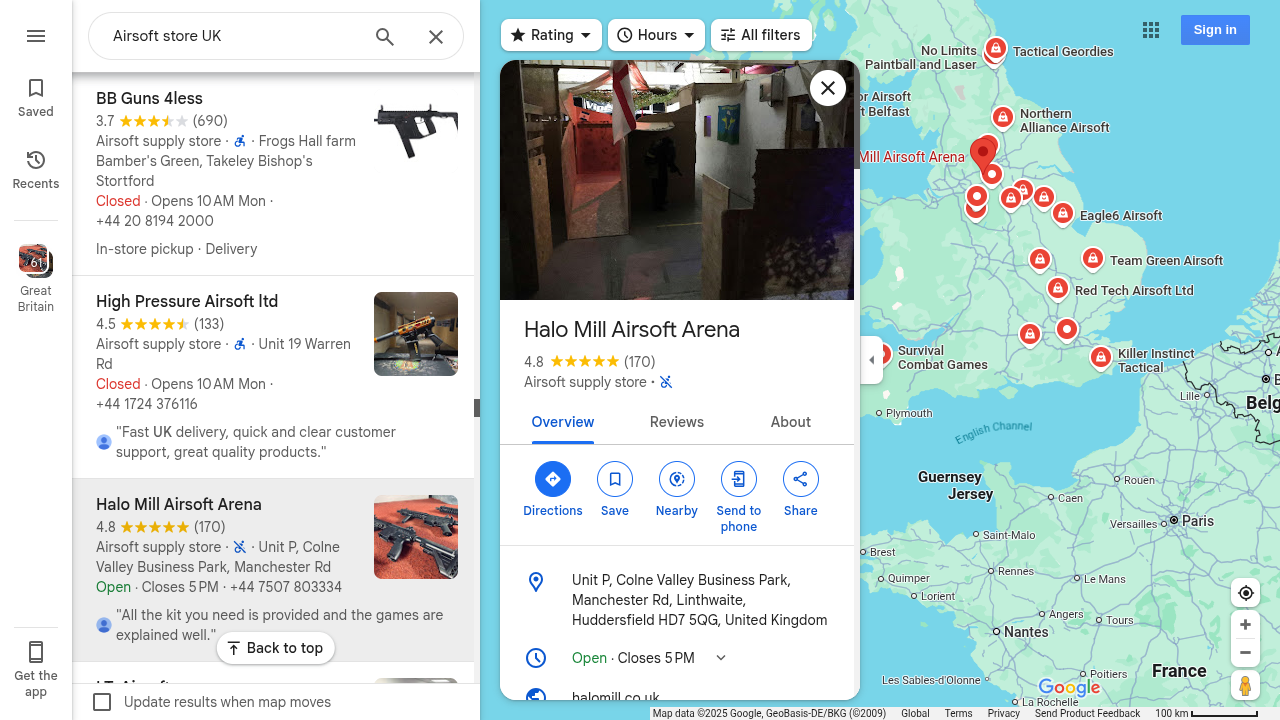 Airsoft store UK
Saved
Recents
61
Great
Britain
Get the
app
BB Guns 4less
3.7 (690)
Airsoft supply store · · Frogs Hall farm
Bamber's Green, Takeley Bishop's
Stortford
Closed · Opens 10 AM Mon ·
+44 20 8194 2000
In-store pickup · Delivery
High Pressure Airsoft ltd
4.5 (133)
Airsoft supply store · · Unit 19 Warren
Rd
Closed · Opens 10 AM Mon ·
+44 1724 376116
"Fast UK delivery, quick and clear customer
support, great quality products."
Halo Mill Airsoft Arena
4.8 (170)
Airsoft supply store · · Unit P, Colne
Valley Business Park, Manchester Rd
Open · Closes 5 PM · +44 7507 803334
"All the kit you need is provided and the games are
explained well."
Back to top
Update results when map moves
Rating
Hours
All filters
Halo Mill Airsoft Arena
4.8 (170)
Airsoft supply store ·
Overview
Reviews
About
Directions
Save
Nearby
Send to
phone
Share
Unit P, Colne Valley Business Park,
Manchester Rd, Linthwaite,
Huddersfield HD7 5QG, United Kingdom
Open · Closes 5 PM
halomill.co.uk
Sign in
No Limits
Paintball and Laser
Tactical Geordies
or Airsoft
t Belfast
Northern
Alliance Airsoft
Mill Airsoft Arena
Eagle6 Airsoft
Team Green Airsoft
Red Tech Airsoft Ltd
Survival
Combat Games
Killer Instinct
Tactical
Plymouth
Lille
Belg
English Channel
Guernsey
Jersey
Caen
Rouen
Versailles
Paris
Saint-Malo
Brest
Quimper
Rennes
Le Mans
Lorient
Angers
Tours
Nantes
Poitiers
France
Les Sables-d'Olonne
La Rochelle
Google
Map data ©2025 Google, GeoBasis-DE/BKG (©2009)
Global
Terms
Privacy
Send Product Feedback
100 km